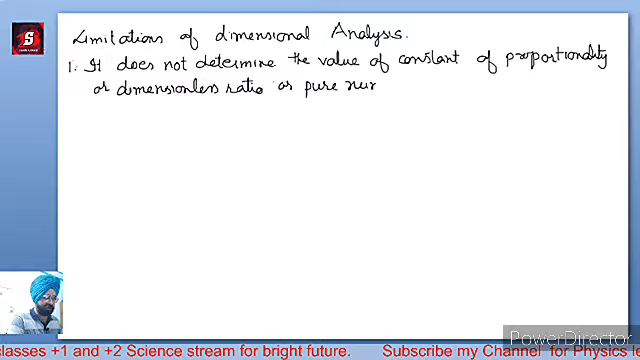 S
Limitations of dimensional Analysis.
1. It does not determine the value of constant of proportionality
or dimensionless ratio or pure
PowerDirector
classes +1 and +2 Science stream for bright future. Subscribe my Channel for Physics